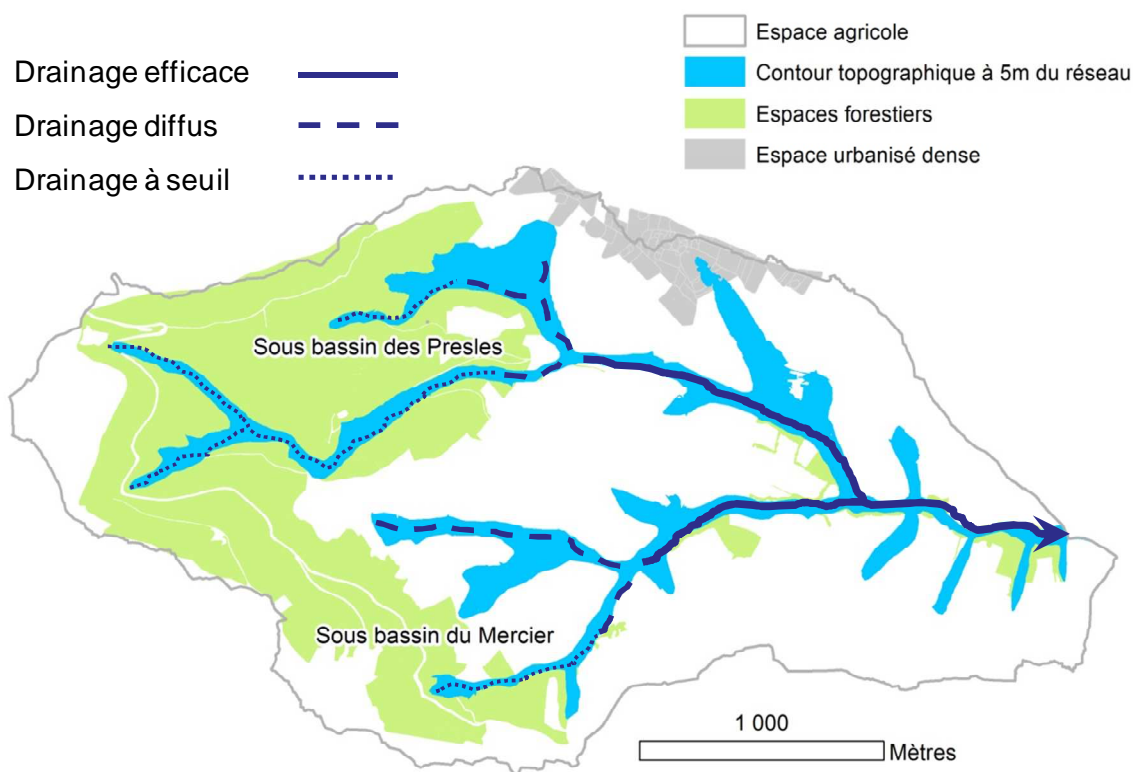 Drainage efficace
Drainage diffus
Drainage à seuil
Espace agricole
Contour topographique à 5m du réseau
Espaces forestiers
Espace urbanisé dense
Sous bassin des Presles
Sous bassin du Mercier
1 000
Mètres